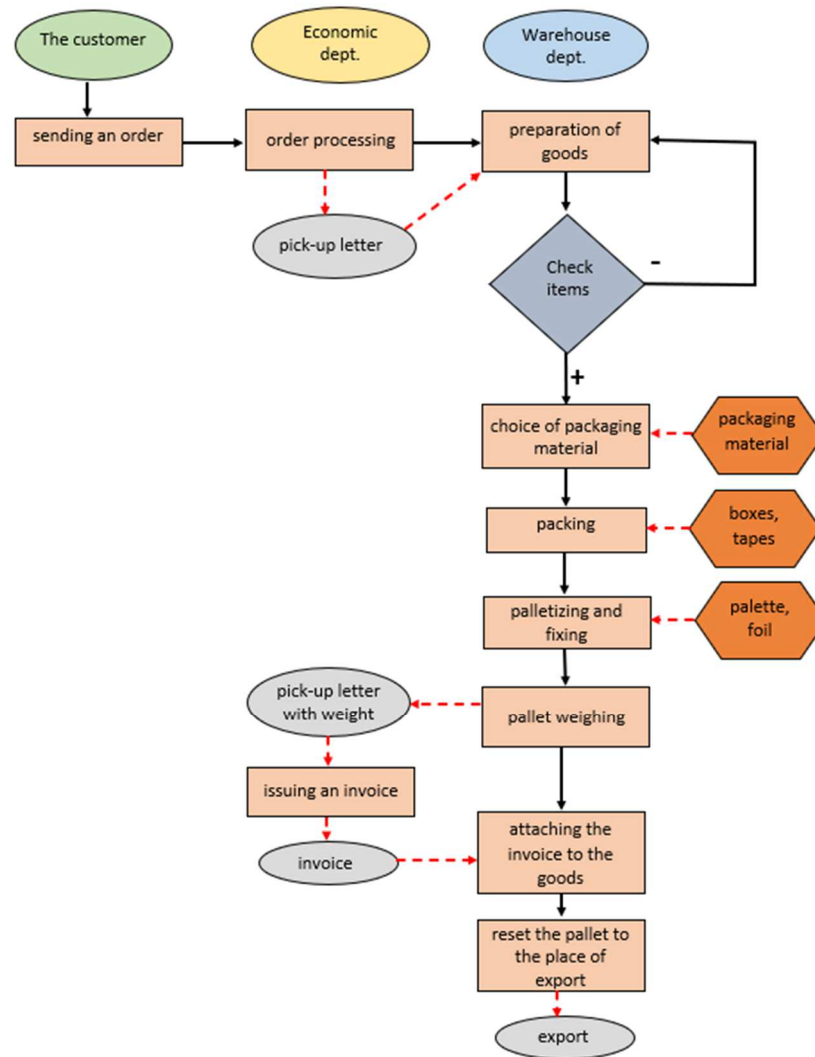 The customer
Economic
dept.
Warehouse
dept.
sending an order
order processing
preparation of
goods
pick-up letter
Check
items
-
+
choice of packaging
material
packaging
material
packing
boxes,
tapes
palletizing and
fixing
palette,
foil
pick-up letter
with weight
pallet weighing
issuing an invoice
invoice
attaching the
invoice to the
goods
reset the pallet to
the place of
export
export